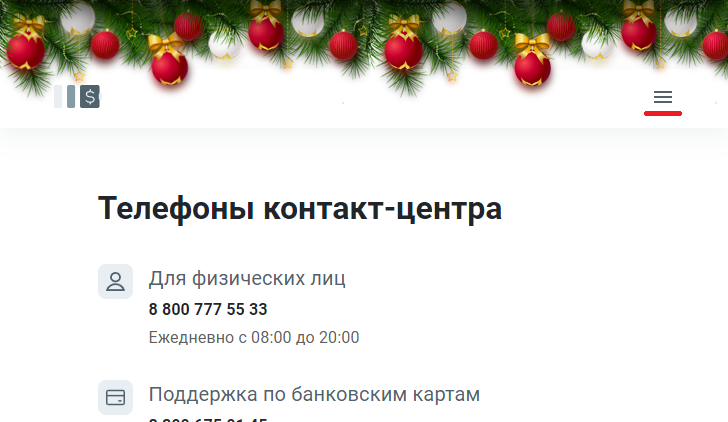 $
Телефоны контакт-центра
Для физических лиц
8 800 777 55 33
Ежедневно с 08:00 до 20:00
Поддержка по банковским картам